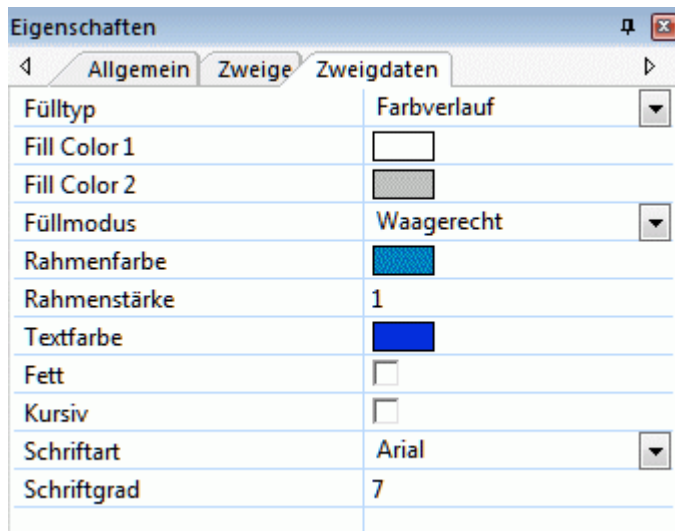 Eigenschaften
Allgemein Zweige Zweigdaten
Fülltyp Farbverlauf
Fill Color 1
Fill Color 2
Füllmodus Waagerecht
Rahmenfarbe
Rahmenstärke 1
Textfarbe
Fett
Kursiv
Schriftart Arial
Schriftgrad 7